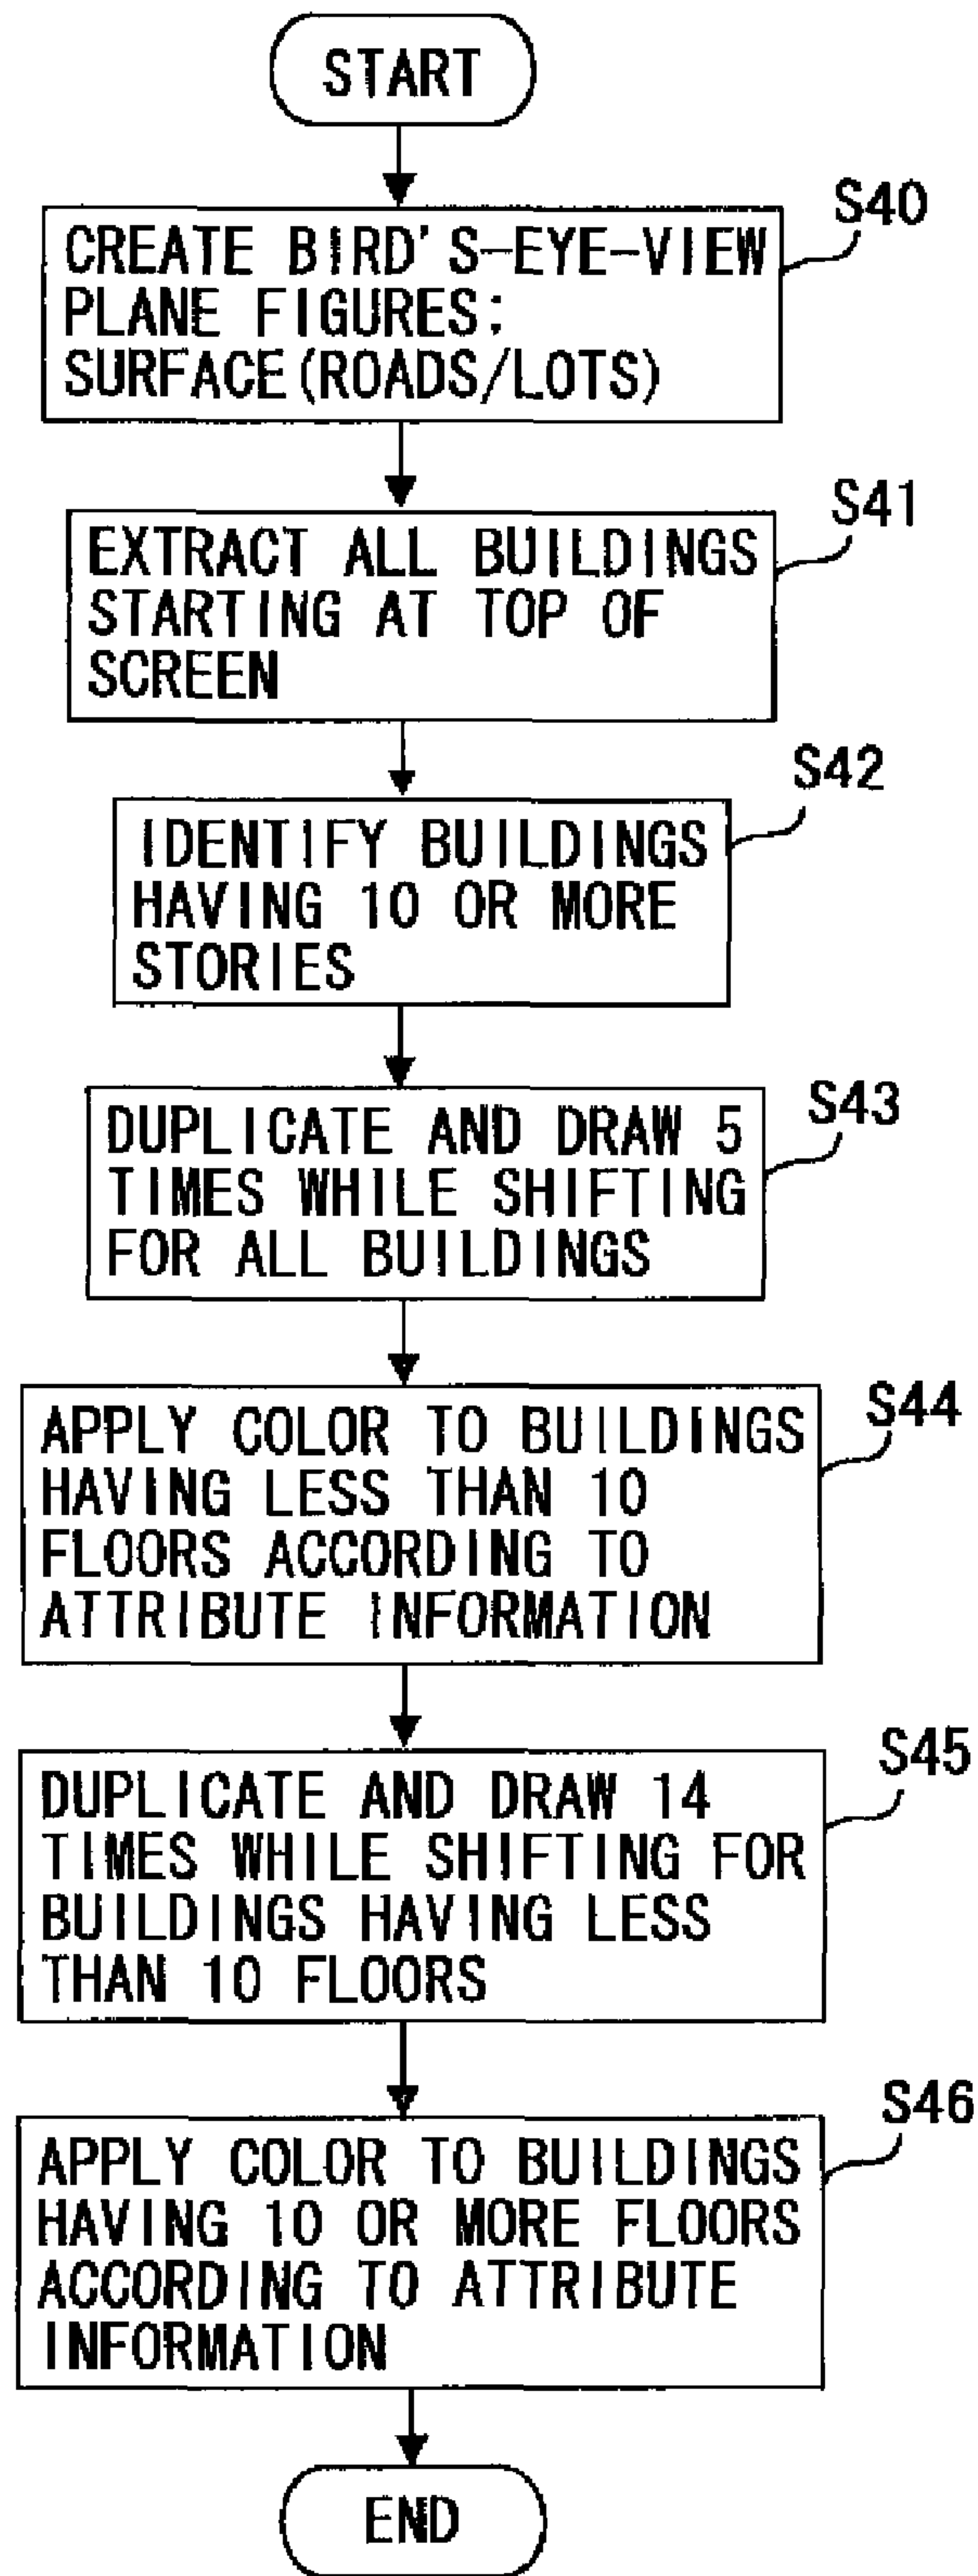 START
S40
CREATE BIRD'S-EYE-VIEW
PLANE FIGURES:
SURFACE(ROADS/LOTS)
S41
EXTRACT ALL BUILDINGS
STARTING AT TOP OF
SCREEN
S42
IDENTIFY BUILDINGS
HAVING 10 OR MORE
STORIES
S43
DUPLICATE AND DRAW 5
TIMES WHILE SHIFTING
FOR ALL BUILDINGS
S44
APPLY COLOR TO BUILDINGS
HAVING LESS THAN 10
FLOORS ACCORDING TO
ATTRIBUTE INFORMATION
S45
DUPLICATE AND DRAW 14
TIMES WHILE SHIFTING FOR
BUILDINGS HAVING LESS
THAN 10 FLOORS
S46
APPLY COLOR TO BUILDINGS
HAVING 10 OR MORE FLOORS
ACCORDING TO ATTRIBUTE
INFORMATION
END